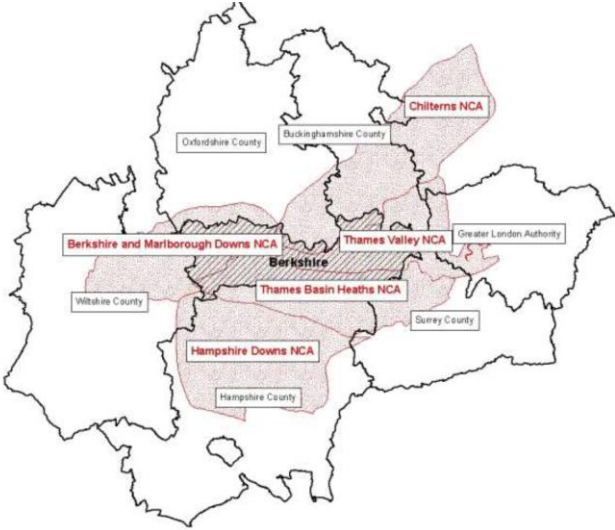 Chilterns NCA
Buckinghamshire County
Oxfordshire County
Greater London Authority
Thames Valley NCA
Berkshire and Marlborough Downs NCA
Berkshire
Thames Basin Heaths NCA
Wiltshire County
Surrey County
Hampshire Downs NCA
Hampshire County